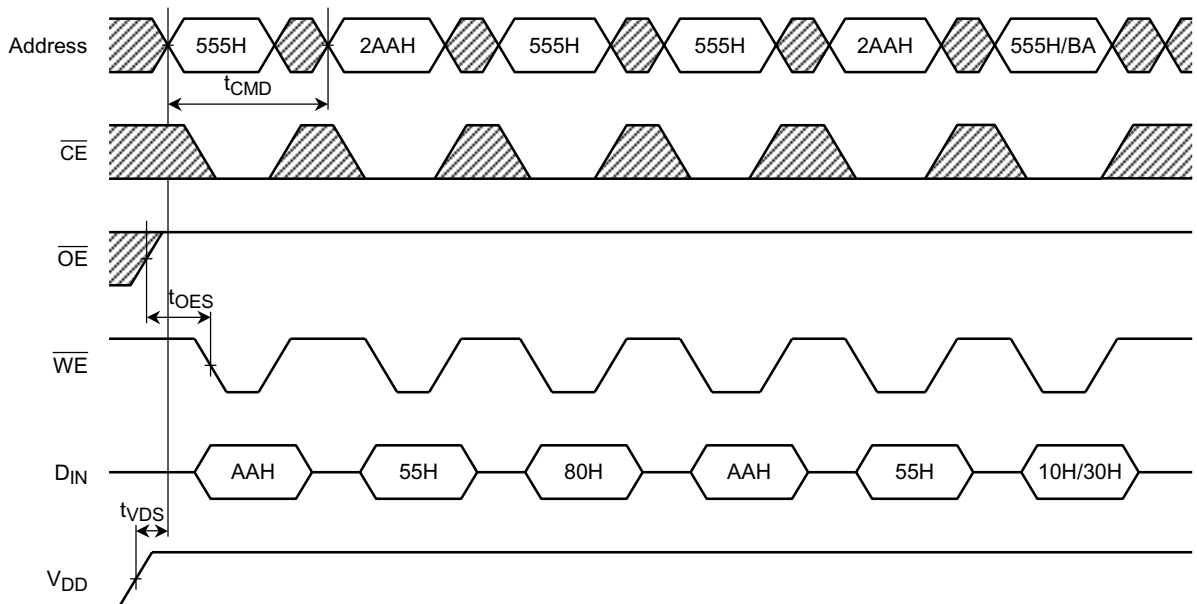 Address 555H 2AAH 555H 555H 2AAH 555H/BA
tCMD
CE
OE
tOES
WE
DIN AAH 55H 80H AAH 55H 10H/30H
tVDS
VDD